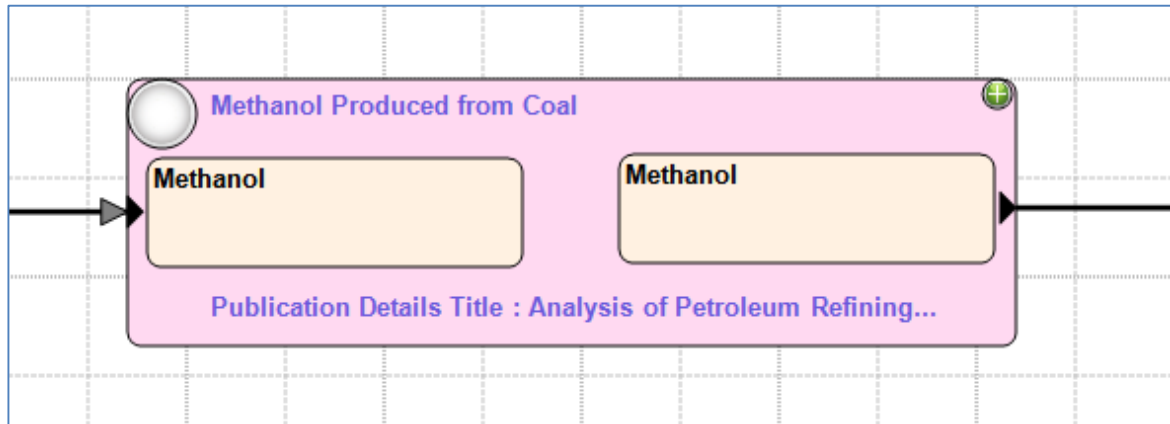 Methanol Produced from Coal
Methanol
Methanol
Publication Details Title : Analysis of Petroleum Refining...